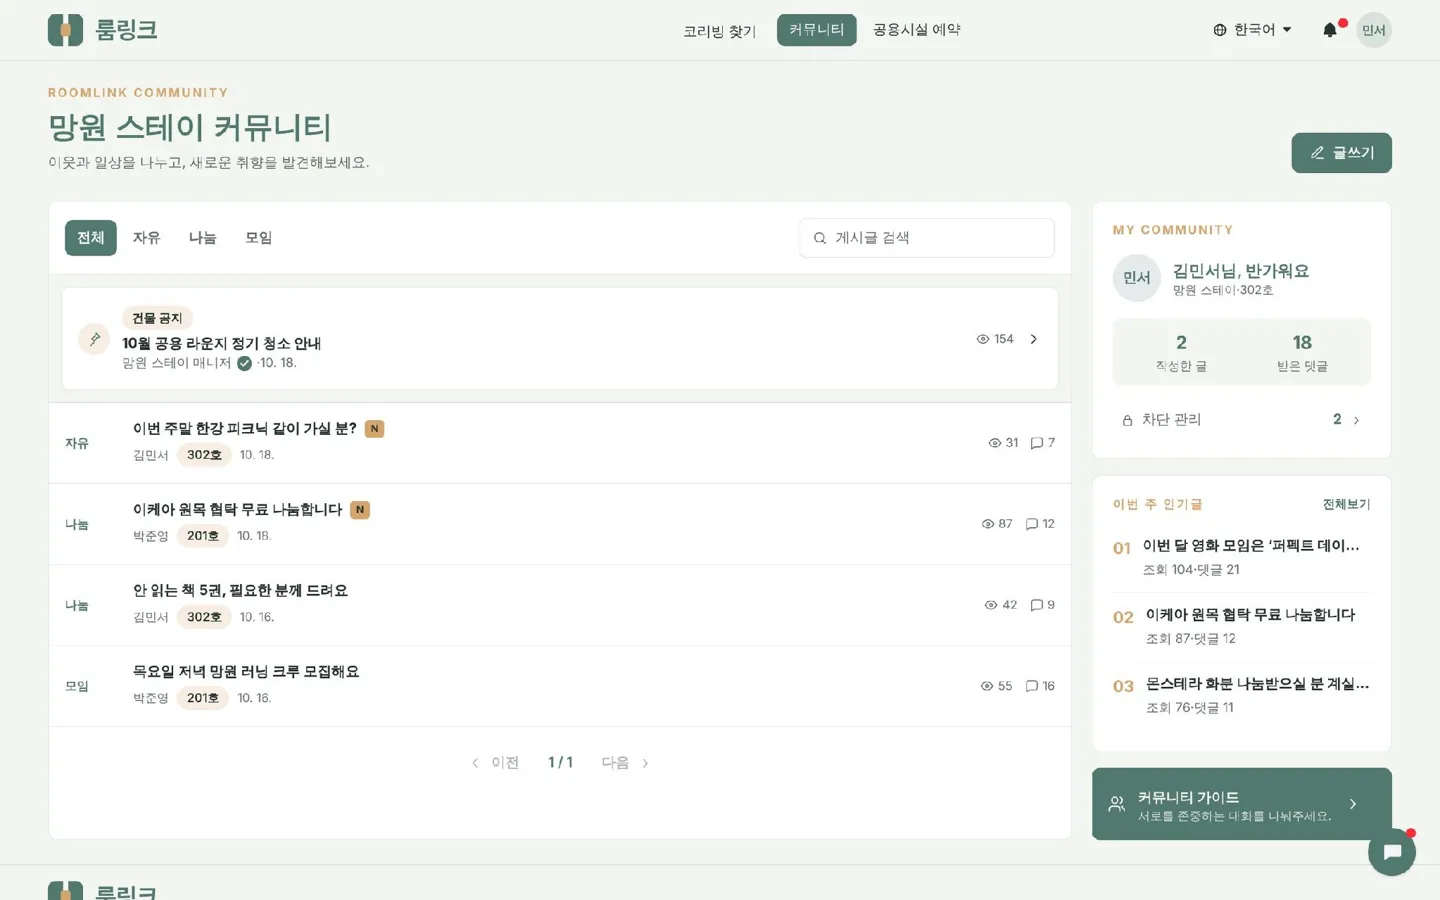 룸링크
코리빙 찾기
커뮤니티
공용시설 예약
한국어
민서
ROOMLINK COMMUNITY
망원 스테이 커뮤니티
이웃과 일상을 나누고, 새로운 취향을 발견해보세요.
글쓰기
전체
자유
나눔
모임
게시글 검색
건물 공지
10월 공용 라운지 정기 청소 안내
망원 스테이 매니저 ·10. 18.
154
자유
이번 주말 한강 피크닉 같이 가실 분? N
김민서 302호 10. 18.
31 7
나눔
이케아 원목 협탁 무료 나눔합니다 N
박준영 201호 10. 18.
87 12
나눔
안 읽는 책 5권, 필요한 분께 드려요
김민서 302호 10. 16.
42 9
모임
목요일 저녁 망원 러닝 크루 모집해요
박준영 201호 10. 16.
55 16
이전 1 / 1 다음
MY COMMUNITY
민서
김민서님, 반가워요
망원 스테이·302호
2
작성한 글
18
받은 댓글
차단 관리 2
이번 주 인기글 전체보기
01 이번 달 영화 모임은 ‘퍼펙트 데이...
조회 104·댓글 21
02 이케아 원목 협탁 무료 나눔합니다
조회 87·댓글 12
03 몬스테라 화분 나눔받으실 분 계실...
조회 76·댓글 11
커뮤니티 가이드
서로를 존중하는 대화를 나눠주세요.
룸링크